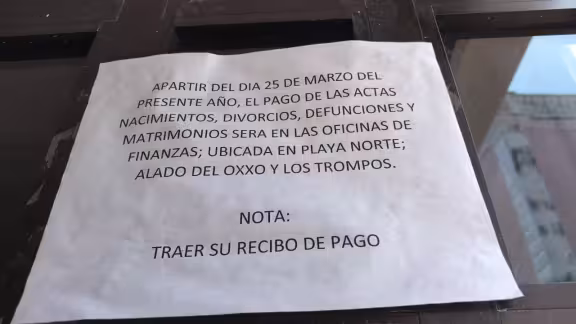 APARTIR DEL DIA 25 DE MARZO DEL
PRESENTE AÑO, EL PAGO DE LAS ACTAS
NACIMIENTOS, DIVORCIOS, DEFUNCIONES Y
MATRIMONIOS SERA EN LAS OFICINAS DE
FINANZAS; UBICADA EN PLAYA NORTE;
ALADO DEL OXXO Y LOS TROMPOS.
NOTA:
TRAER SU RECIBO DE PAGO